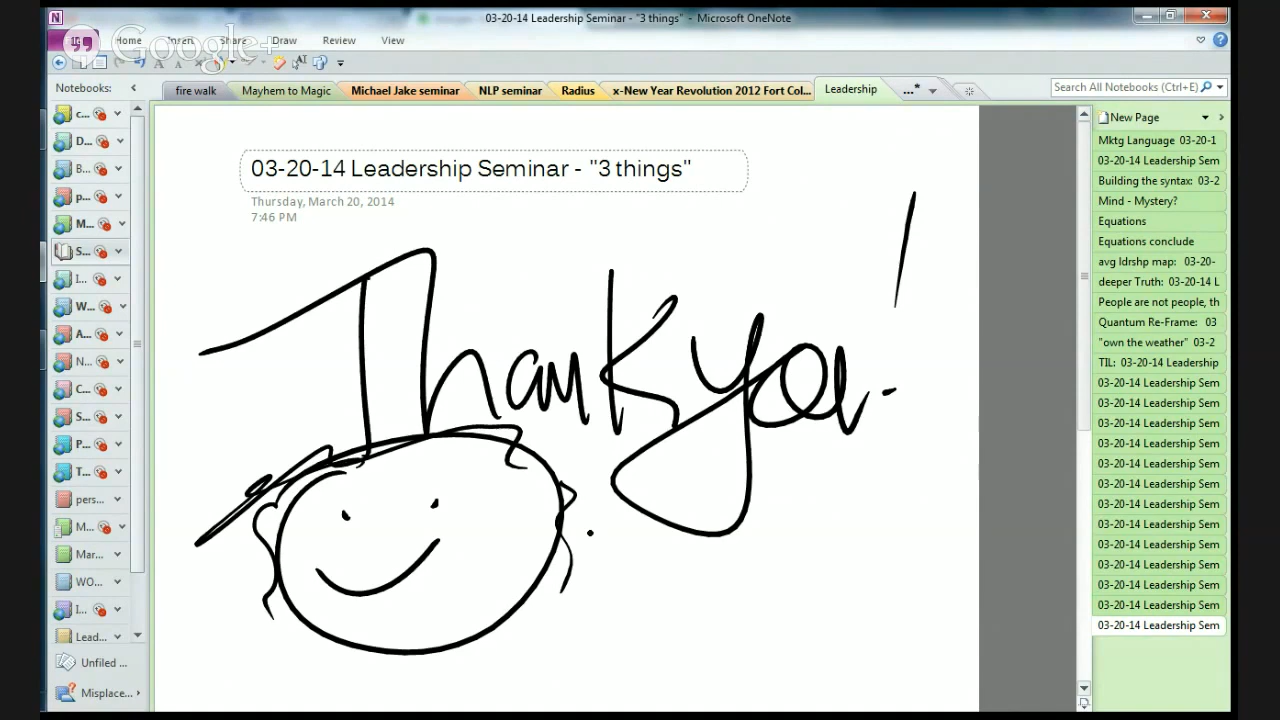 03-20-14 Leadership Seminar - "3 things" - Microsoft OneNote
Google+
Home Insert Share Draw Review View
Notebooks:
fire walk Mayhem to Magic Michael Jake seminar NLP seminar Radius x-New Year Revolution 2012 Fort Col... Leadership ...*
Search All Notebooks (Ctrl+E)
c...
D...
B...
p...
M...
S...
I...
W...
A...
N...
C...
S...
P...
T...
pers...
M...
Mar...
WO...
I...
Lead...
Unfiled ...
Misplace...
03-20-14 Leadership Seminar - "3 things"
Thursday, March 20, 2014
7:46 PM
Thank you!
New Page
Mktg Language 03-20-1
03-20-14 Leadership Sem
Building the syntax: 03-2
Mind - Mystery?
Equations
Equations conclude
avg ldrshp map: 03-20-
deeper Truth: 03-20-14 L
People are not people, th
Quantum Re-Frame: 03
"own the weather" 03-2
TIL: 03-20-14 Leadership
03-20-14 Leadership Sem
03-20-14 Leadership Sem
03-20-14 Leadership Sem
03-20-14 Leadership Sem
03-20-14 Leadership Sem
03-20-14 Leadership Sem
03-20-14 Leadership Sem
03-20-14 Leadership Sem
03-20-14 Leadership Sem
03-20-14 Leadership Sem
03-20-14 Leadership Sem
03-20-14 Leadership Sem
03-20-14 Leadership Sem